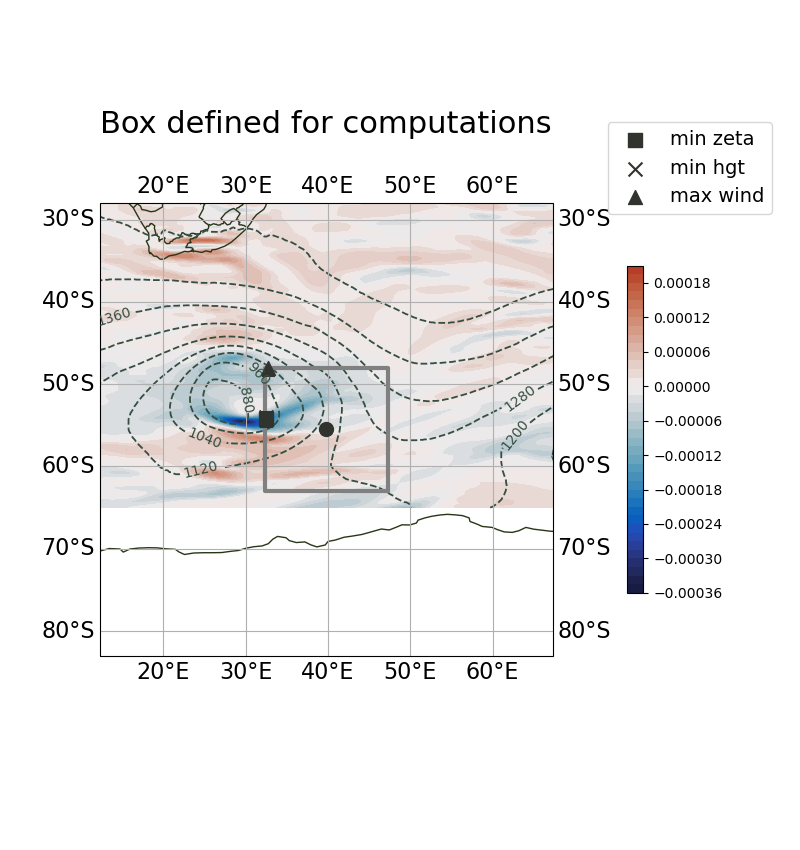 Box defined for computations
min zeta
min hgt
max wind
20°E 30°E 40°E 50°E 60°E
30°S 30°S
40°S 40°S
50°S 50°S
60°S 60°S
70°S 70°S
80°S 80°S
20°E 30°E 40°E 50°E 60°E
1360
880
1040
1120
1280
1200
0.00018
0.00012
0.00006
0.00000
−0.00006
−0.00012
−0.00018
−0.00024
−0.00030
−0.00036